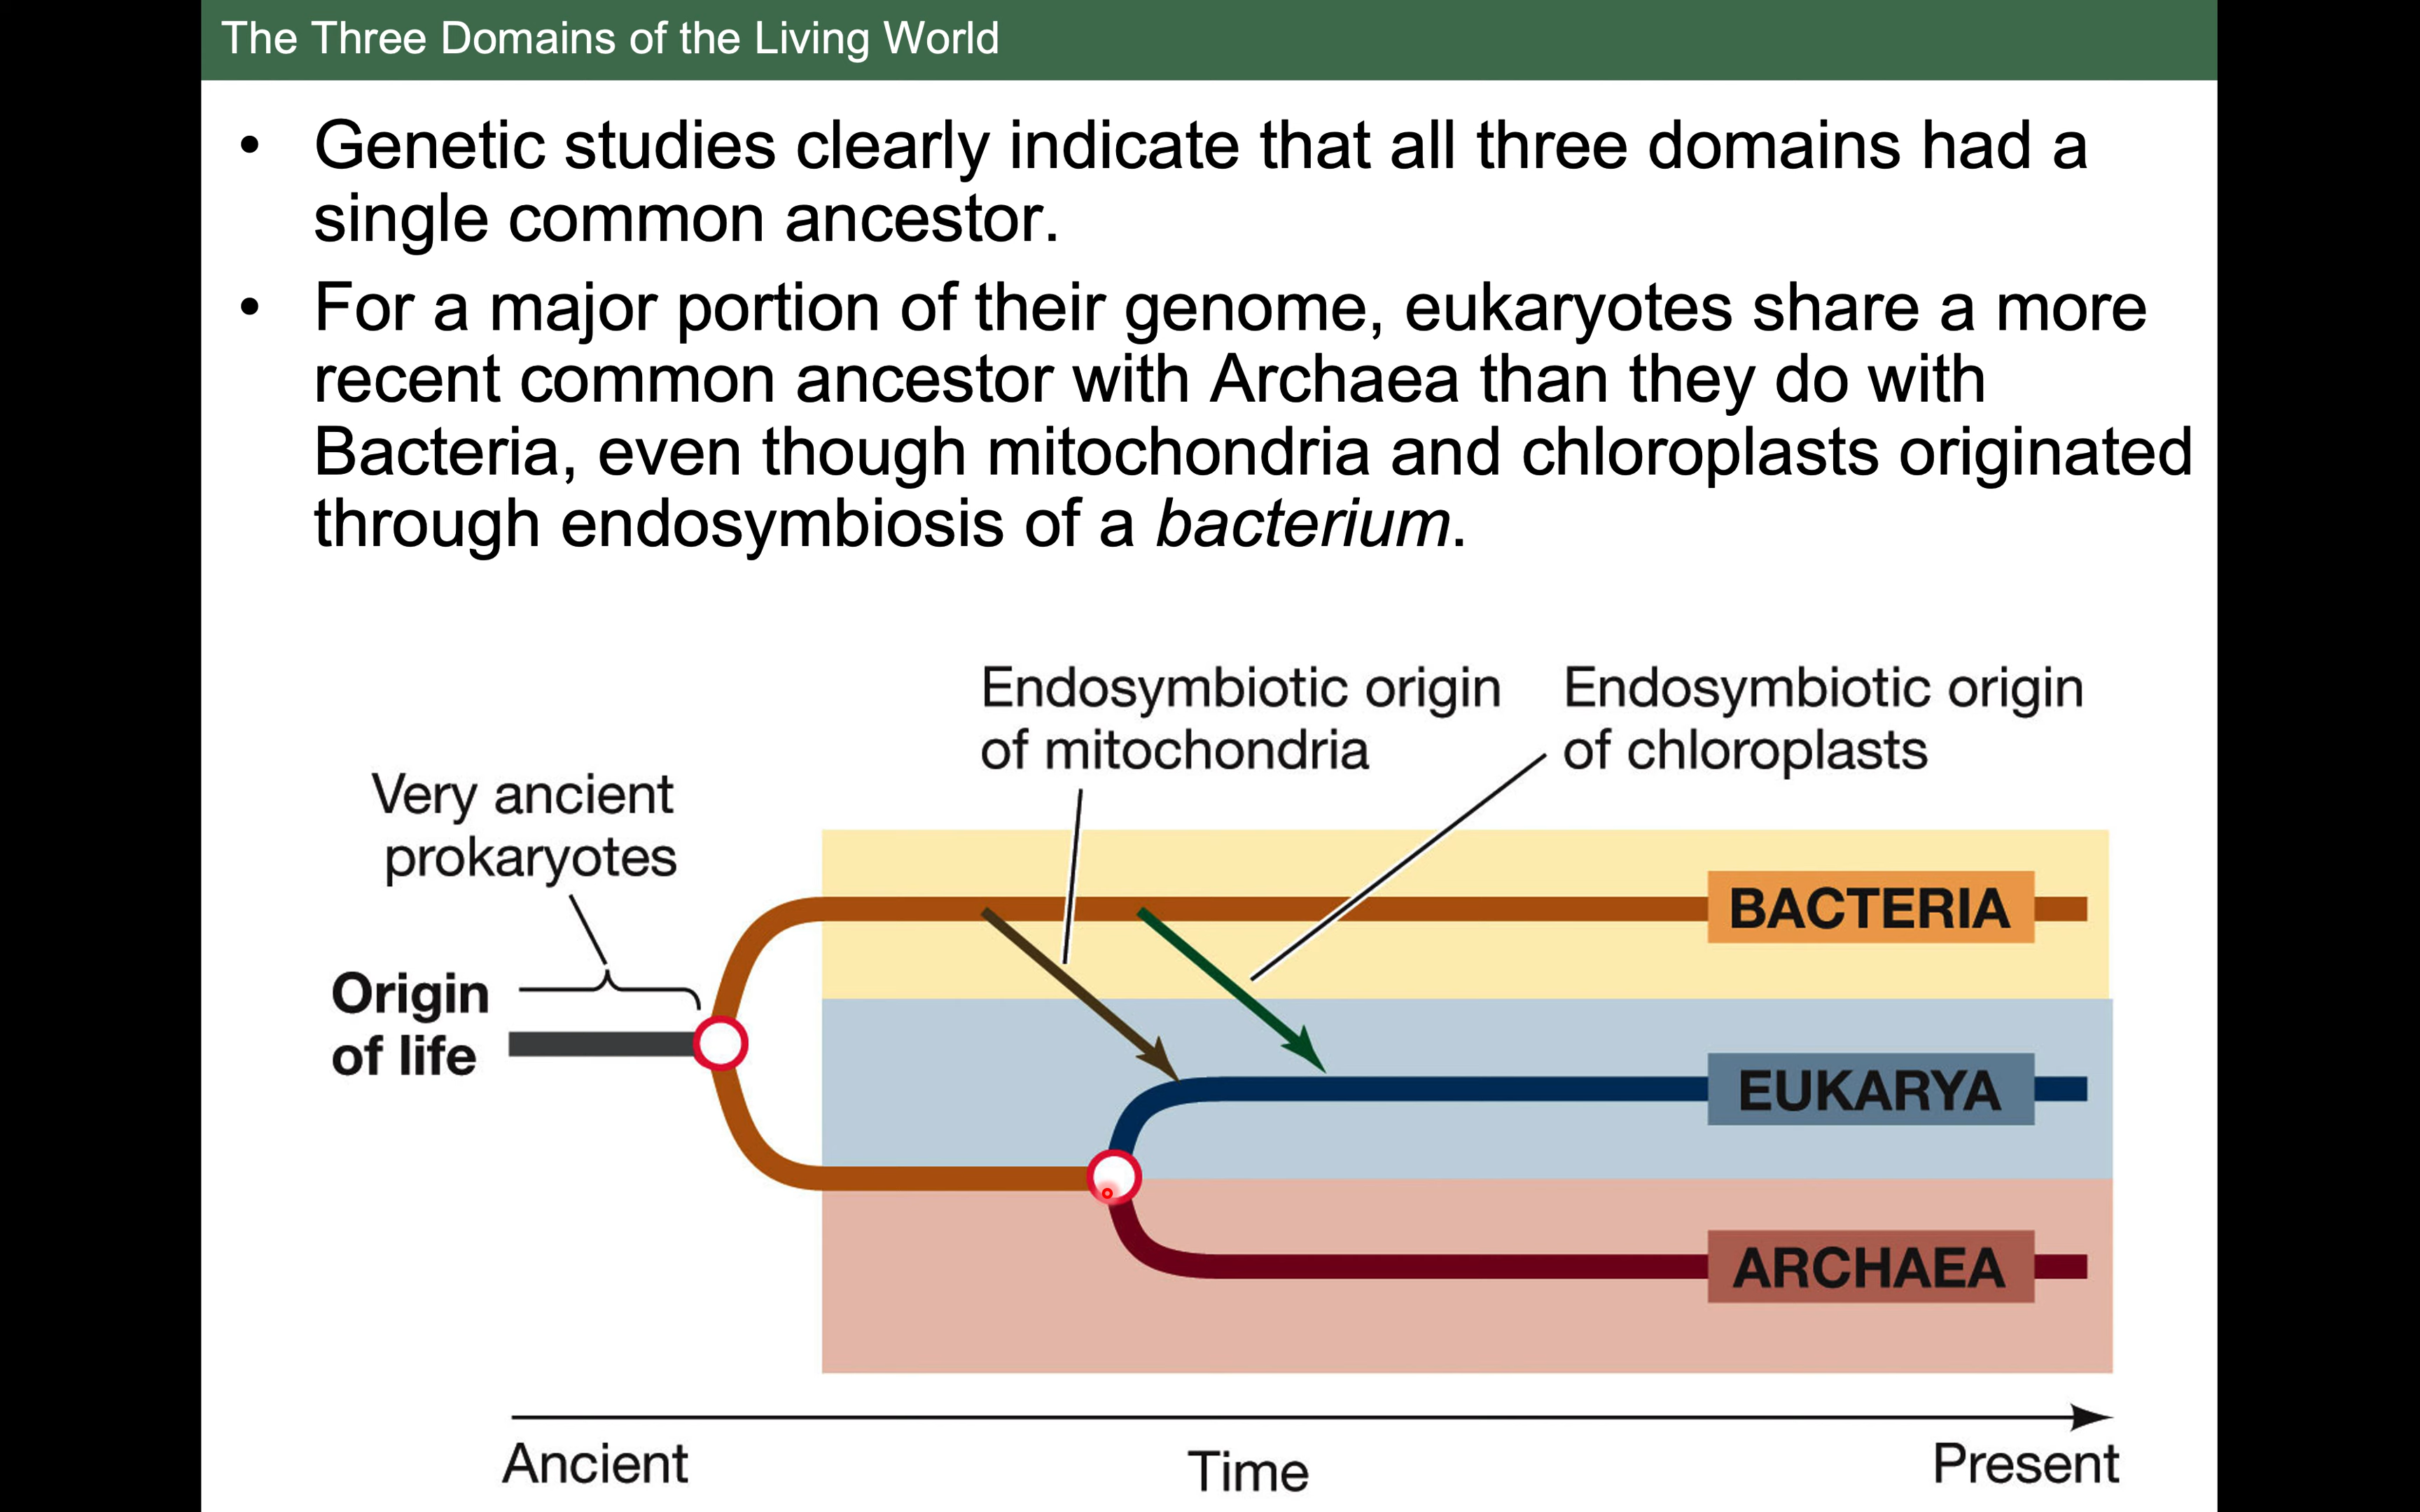 The Three Domains of the Living World
• Genetic studies clearly indicate that all three domains had a
single common ancestor.
• For a major portion of their genome, eukaryotes share a more
recent common ancestor with Archaea than they do with
Bacteria, even though mitochondria and chloroplasts originated
through endosymbiosis of a bacterium.
Endosymbiotic origin
of mitochondria
Endosymbiotic origin
of chloroplasts
Very ancient
prokaryotes
BACTERIA
Origin
of life
EUKARYA
ARCHAEA
Ancient
Time
Present